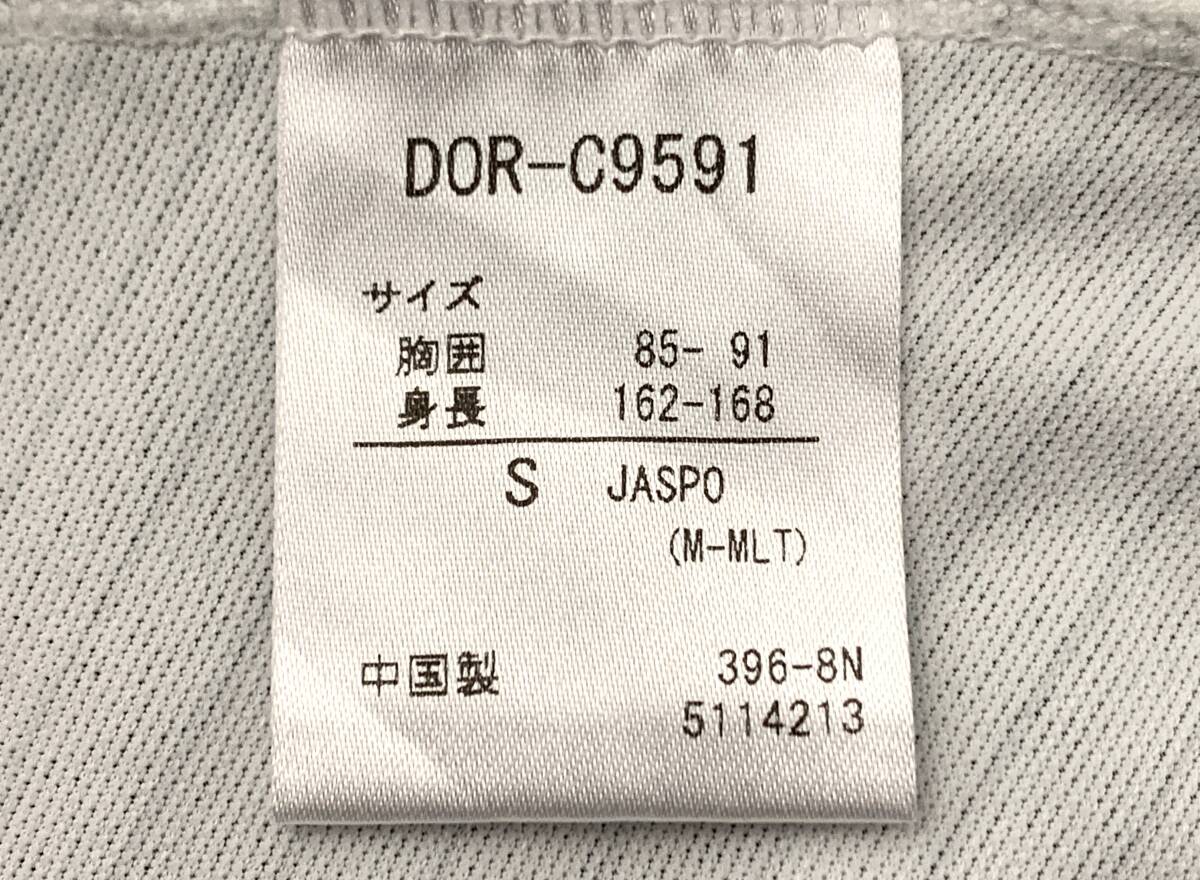 DOR-C9591
サイズ
胸囲 85- 91
身長 162-168
S JASPO
(M-MLT)
中国製 396-8N
5114213